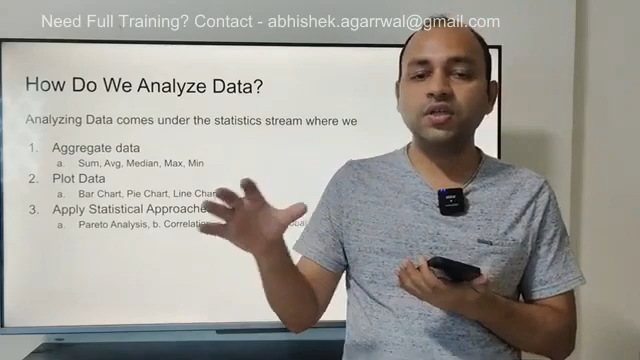 Need Full Training? Contact - abhishek.agarrwal@gmail.com
How Do We Analyze Data?
Analyzing Data comes under the statistics stream where we
1. Aggregate data
a. Sum, Avg, Median, Max, Min
2. Plot Data
a. Bar Chart, Pie Chart, Line Char
3. Apply Statistical Approache
a. Pareto Analysis, b. Correlation